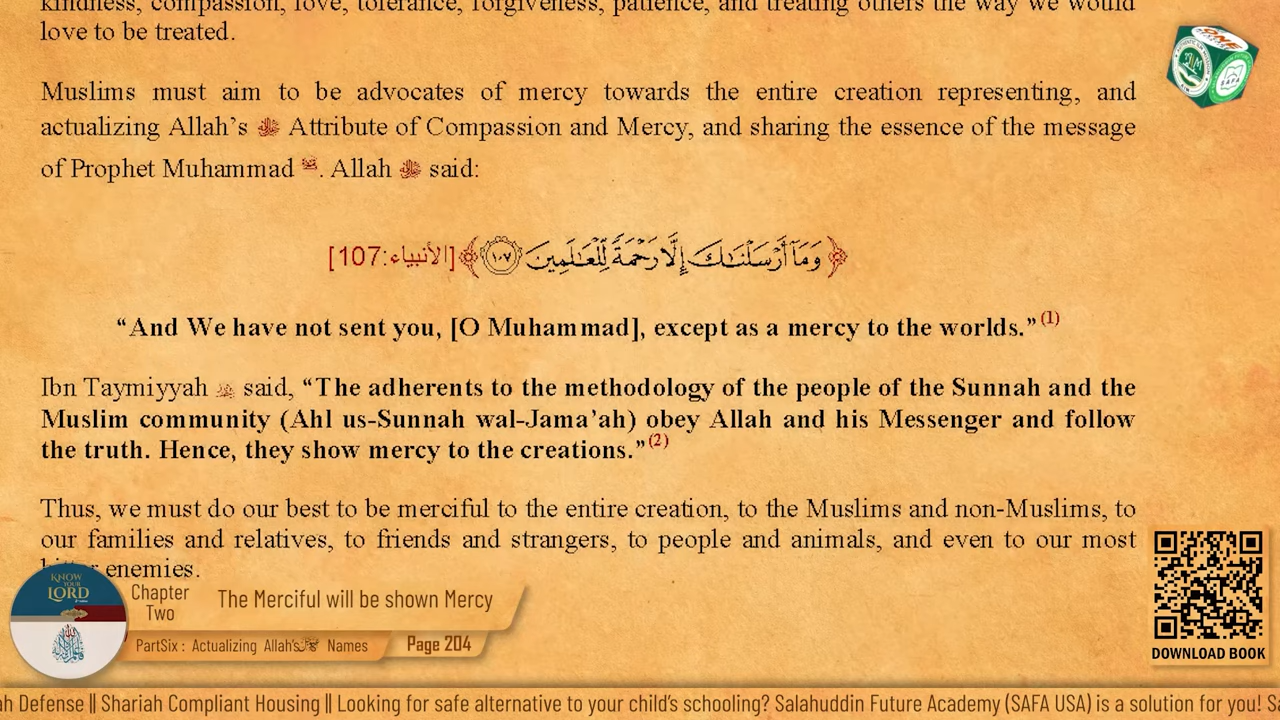 kindness, compassion, love, tolerance, forgiveness, patience, and treating others the way we would
love to be treated.
Muslims must aim to be advocates of mercy towards the entire creation representing, and
actualizing Allah’s ﷻ Attribute of Compassion and Mercy, and sharing the essence of the message
of Prophet Muhammad ﷺ. Allah ﷻ said:
﴿وَمَآ أَرْسَلْنَـٰكَ إِلَّا رَحْمَةً لِّلْعَـٰلَمِينَ ١٠٧﴾ [الأنبياء:107]
“And We have not sent you, [O Muhammad], except as a mercy to the worlds.”(1)
Ibn Taymiyyah said, “The adherents to the methodology of the people of the Sunnah and the
Muslim community (Ahl us-Sunnah wal-Jama’ah) obey Allah and his Messenger and follow
the truth. Hence, they show mercy to the creations.”(2)
Thus, we must do our best to be merciful to the entire creation, to the Muslims and non-Muslims, to
our families and relatives, to friends and strangers, to people and animals, and even to our most
enemies.
KNOW
YOUR
LORD
Chapter
Two
The Merciful will be shown Mercy
PartSix : Actualizing Allah's ﷻ Names
Page 204
DOWNLOAD BOOK
ah Defense || Shariah Compliant Housing || Looking for safe alternative to your child's schooling? Salahuddin Future Academy (SAFA USA) is a solution for you! Sa